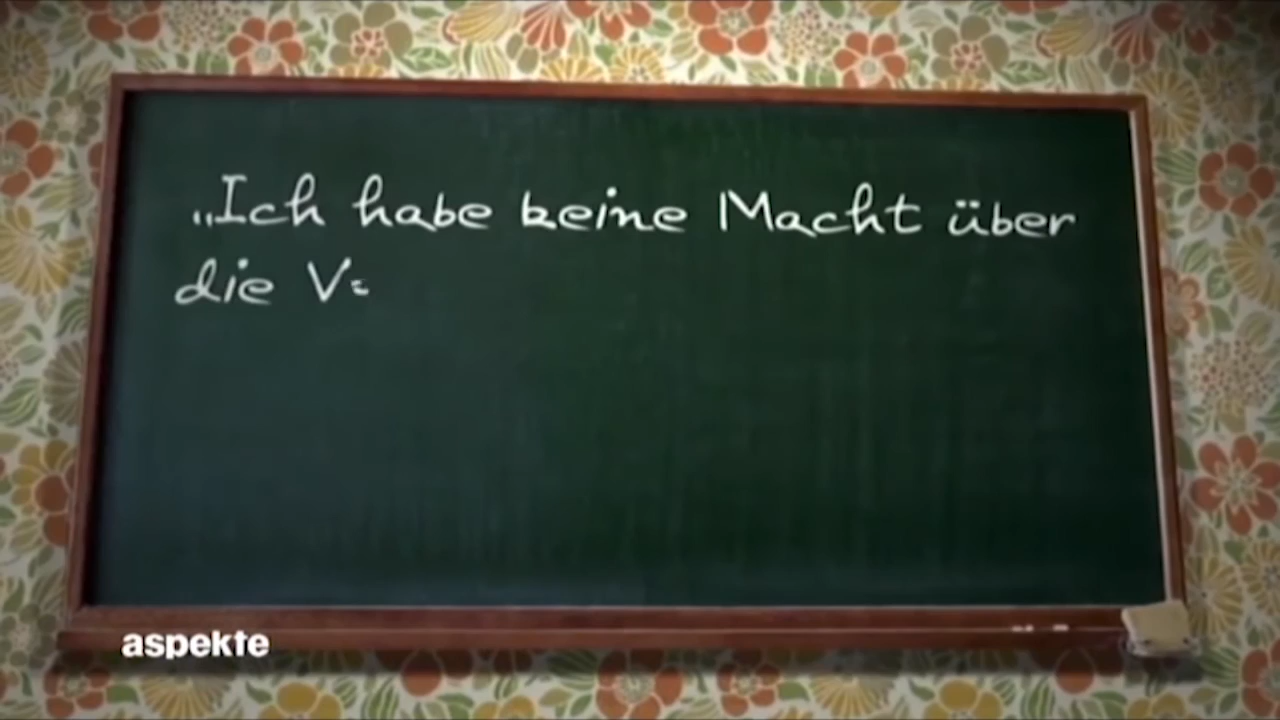 „Ich habe keine Macht über
die V
aspekte